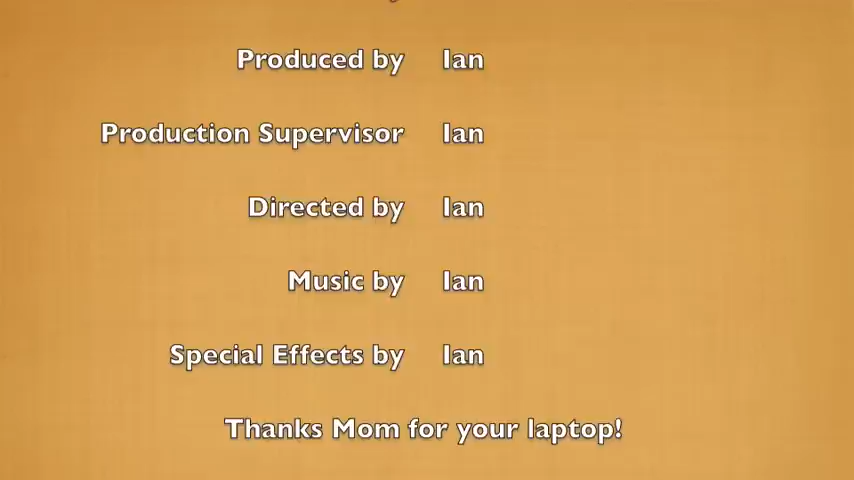 Produced by Ian
Production Supervisor Ian
Directed by Ian
Music by Ian
Special Effects by Ian
Thanks Mom for your laptop!